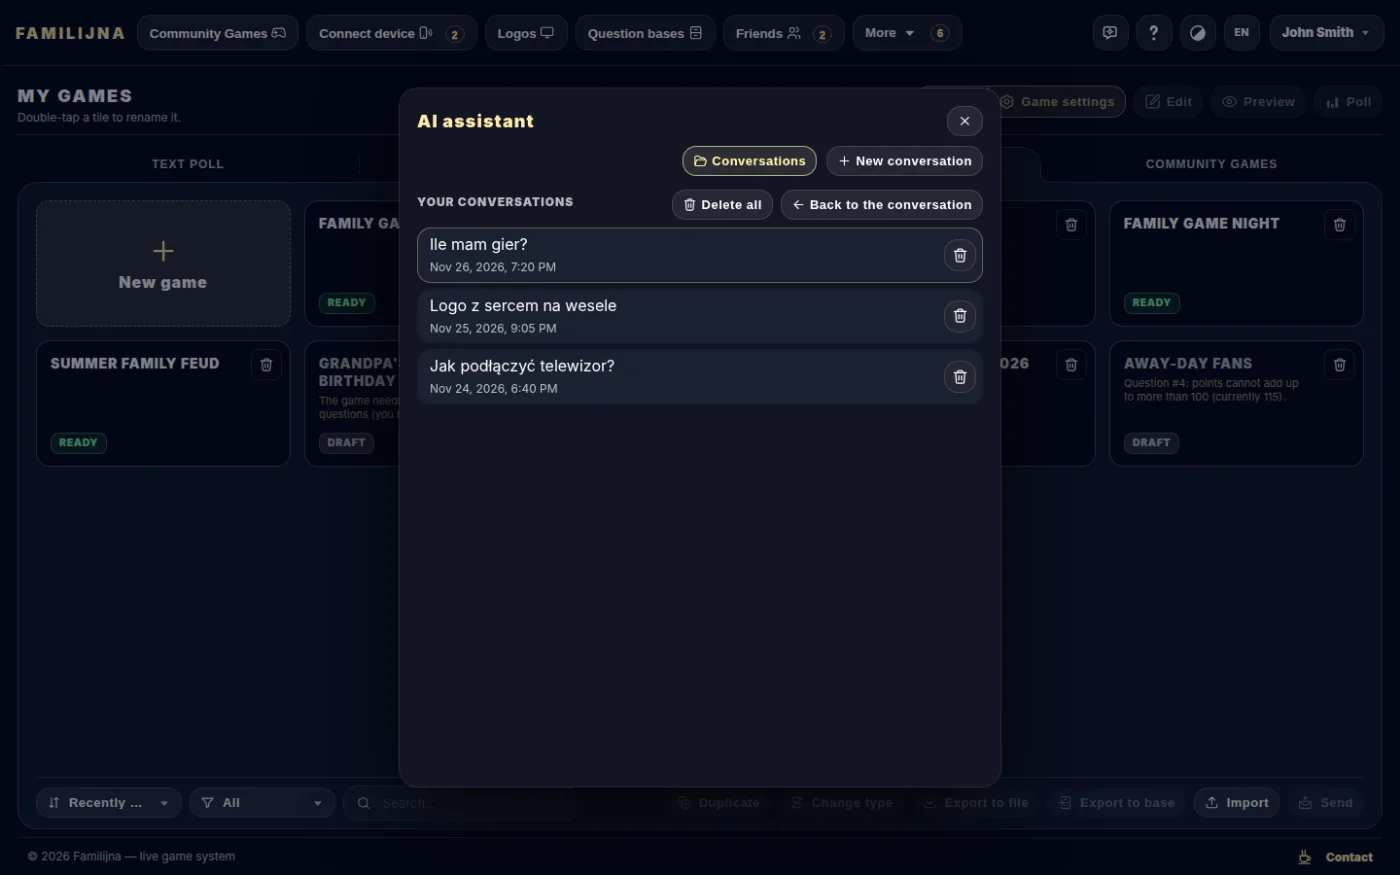 FAMILIJNA
Community Games
Connect device 2
Logos
Question bases
Friends 2
More 6
?
EN
John Smith
MY GAMES
Double-tap a tile to rename it.
Game settings
Edit
Preview
Poll
TEXT POLL
COMMUNITY GAMES
AI assistant
Conversations
New conversation
YOUR CONVERSATIONS
Delete all
Back to the conversation
Ile mam gier?
Nov 26, 2026, 7:20 PM
Logo z sercem na wesele
Nov 25, 2026, 9:05 PM
Jak podłączyć telewizor?
Nov 24, 2026, 6:40 PM
New game
FAMILY GA
READY
FAMILY GAME NIGHT
READY
SUMMER FAMILY FEUD
READY
GRANDPA'S
BIRTHDAY
The game need
questions (you
DRAFT
026
AWAY-DAY FANS
Question #4: points cannot add up
to more than 100 (currently 115).
DRAFT
Recently ...
All
Search...
Duplicate
Change type
Export to file
Export to base
Import
Send
© 2026 Familijna — live game system
Contact